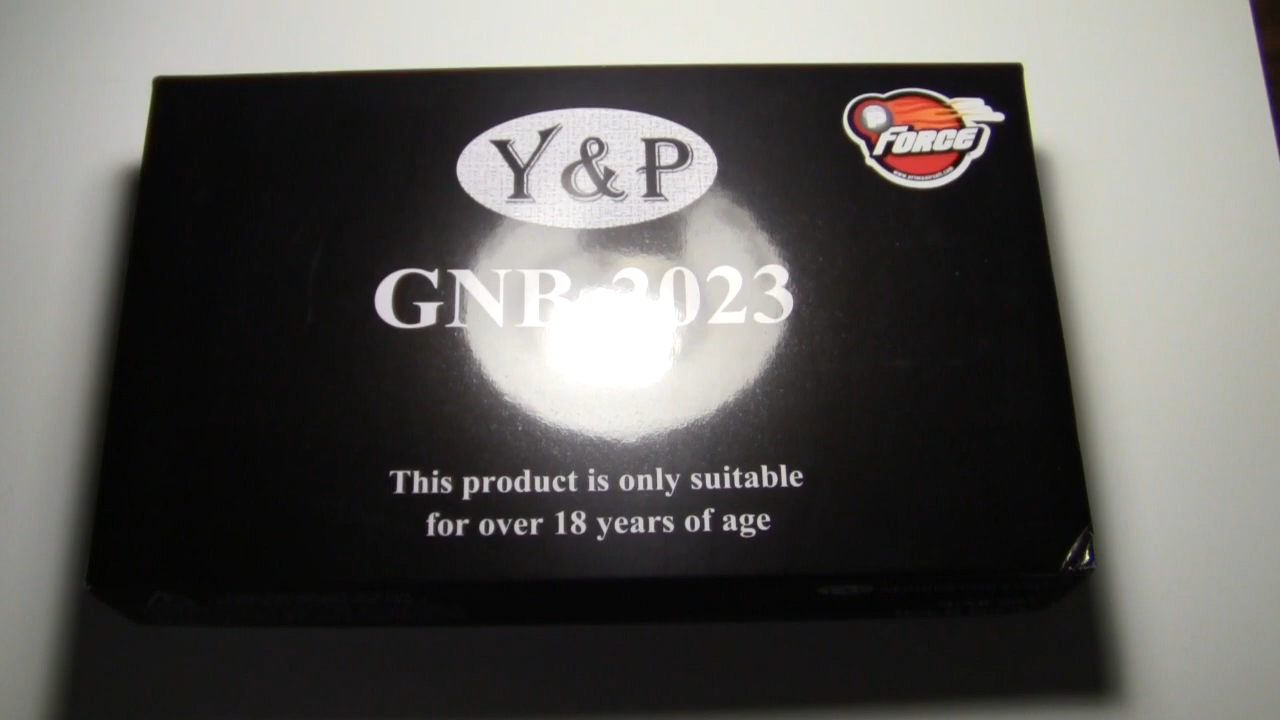 Y&P
FORCE
GNB-2023
This product is only suitable
for over 18 years of age